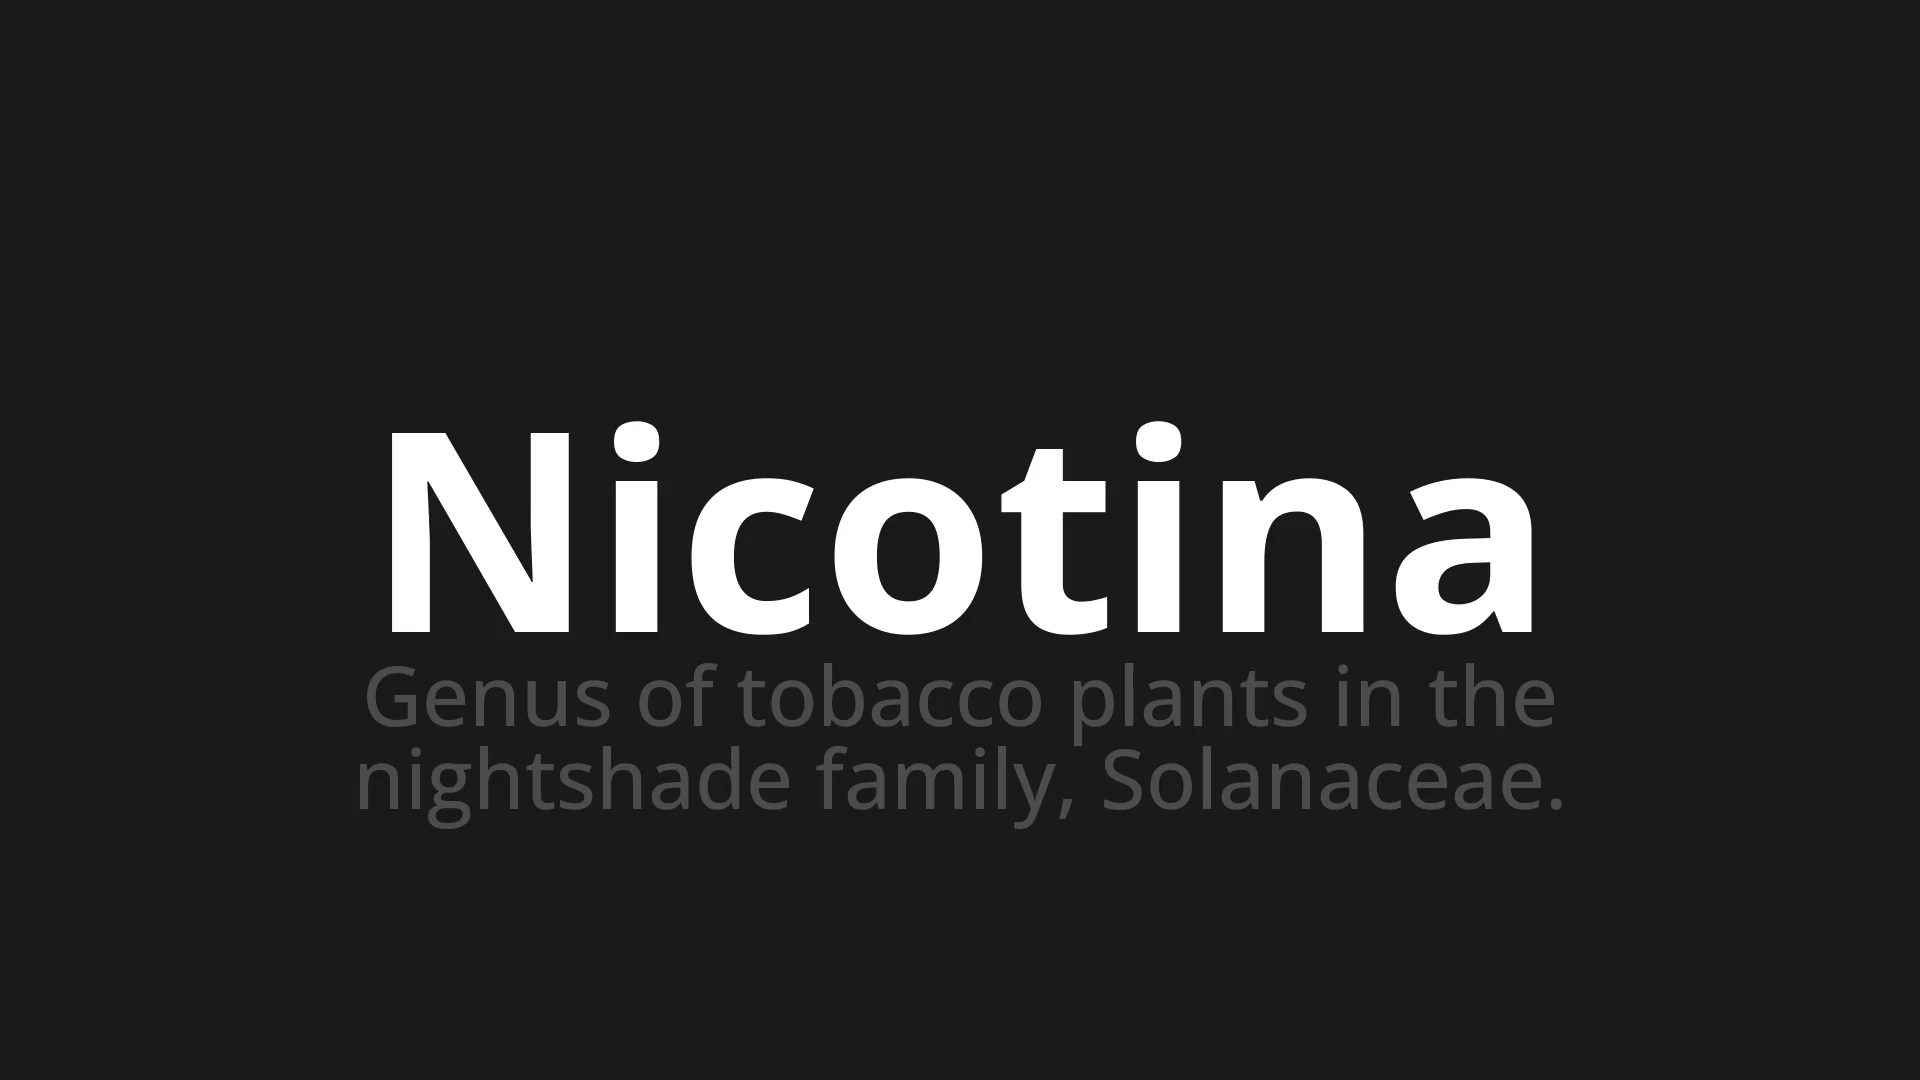 Nicotina
Genus of tobacco plants in the
nightshade family, Solanaceae.